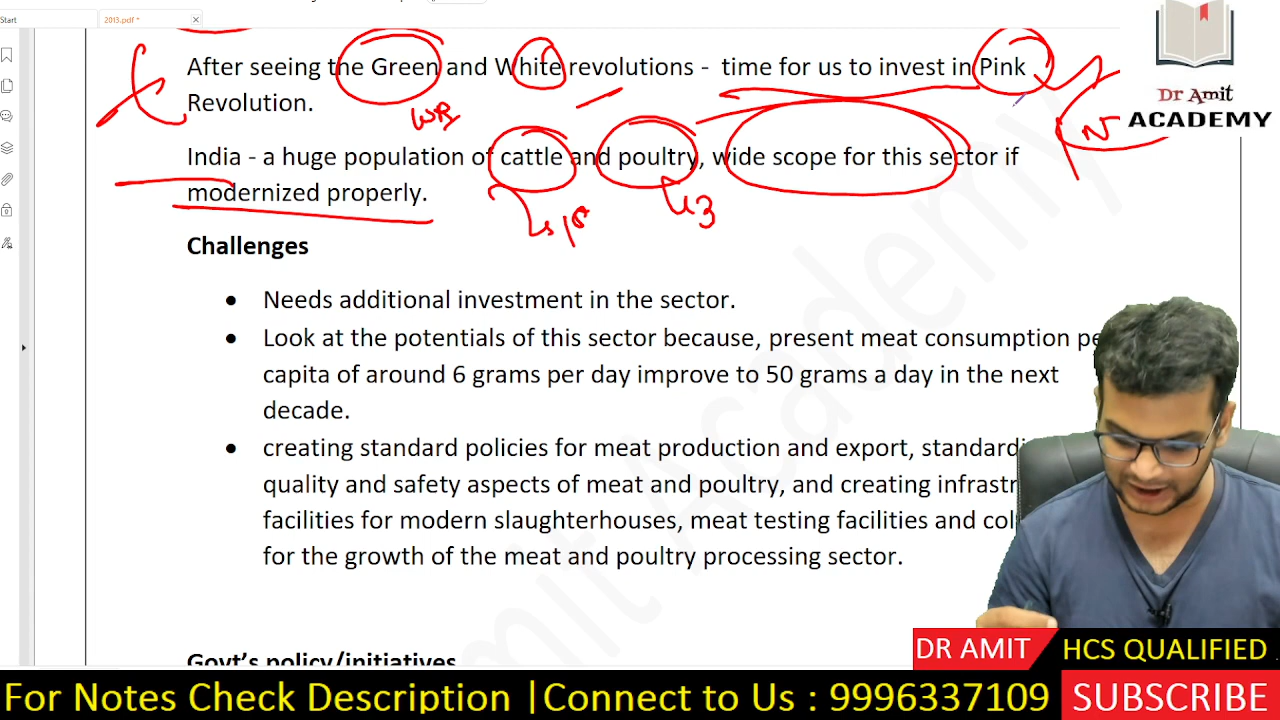 Start
2013.pdf *
After seeing the Green and White revolutions - time for us to invest in Pink
Revolution.
WR
N
India - a huge population of cattle and poultry, wide scope for this sector if
modernized properly.
1st
3
Challenges
• Needs additional investment in the sector.
• Look at the potentials of this sector because, present meat consumption pe
capita of around 6 grams per day improve to 50 grams a day in the next
decade.
• creating standard policies for meat production and export, standardi
quality and safety aspects of meat and poultry, and creating infrastr
facilities for modern slaughterhouses, meat testing facilities and col
for the growth of the meat and poultry processing sector.
Govt's policy/initiatives
Dr Amit
ACADEMY
DR AMIT HCS QUALIFIED
For Notes Check Description |Connect to Us : 9996337109 SUBSCRIBE